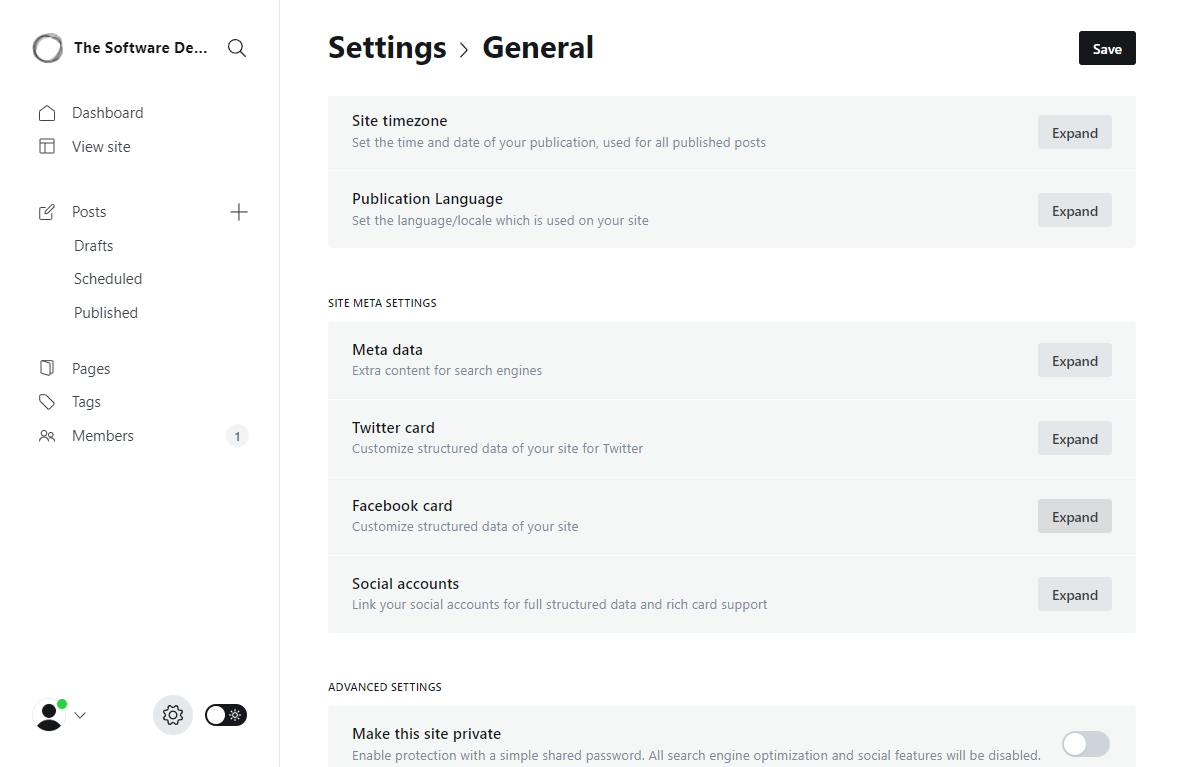 The Software De...
Settings > General
Save
Dashboard
View site
Posts
Drafts
Scheduled
Published
Pages
Tags
Members
1
Site timezone
Set the time and date of your publication, used for all published posts
Expand
Publication Language
Set the language/locale which is used on your site
Expand
SITE META SETTINGS
Meta data
Extra content for search engines
Expand
Twitter card
Customize structured data of your site for Twitter
Expand
Facebook card
Customize structured data of your site
Expand
Social accounts
Link your social accounts for full structured data and rich card support
Expand
ADVANCED SETTINGS
Make this site private
Enable protection with a simple shared password. All search engine optimization and social features will be disabled.